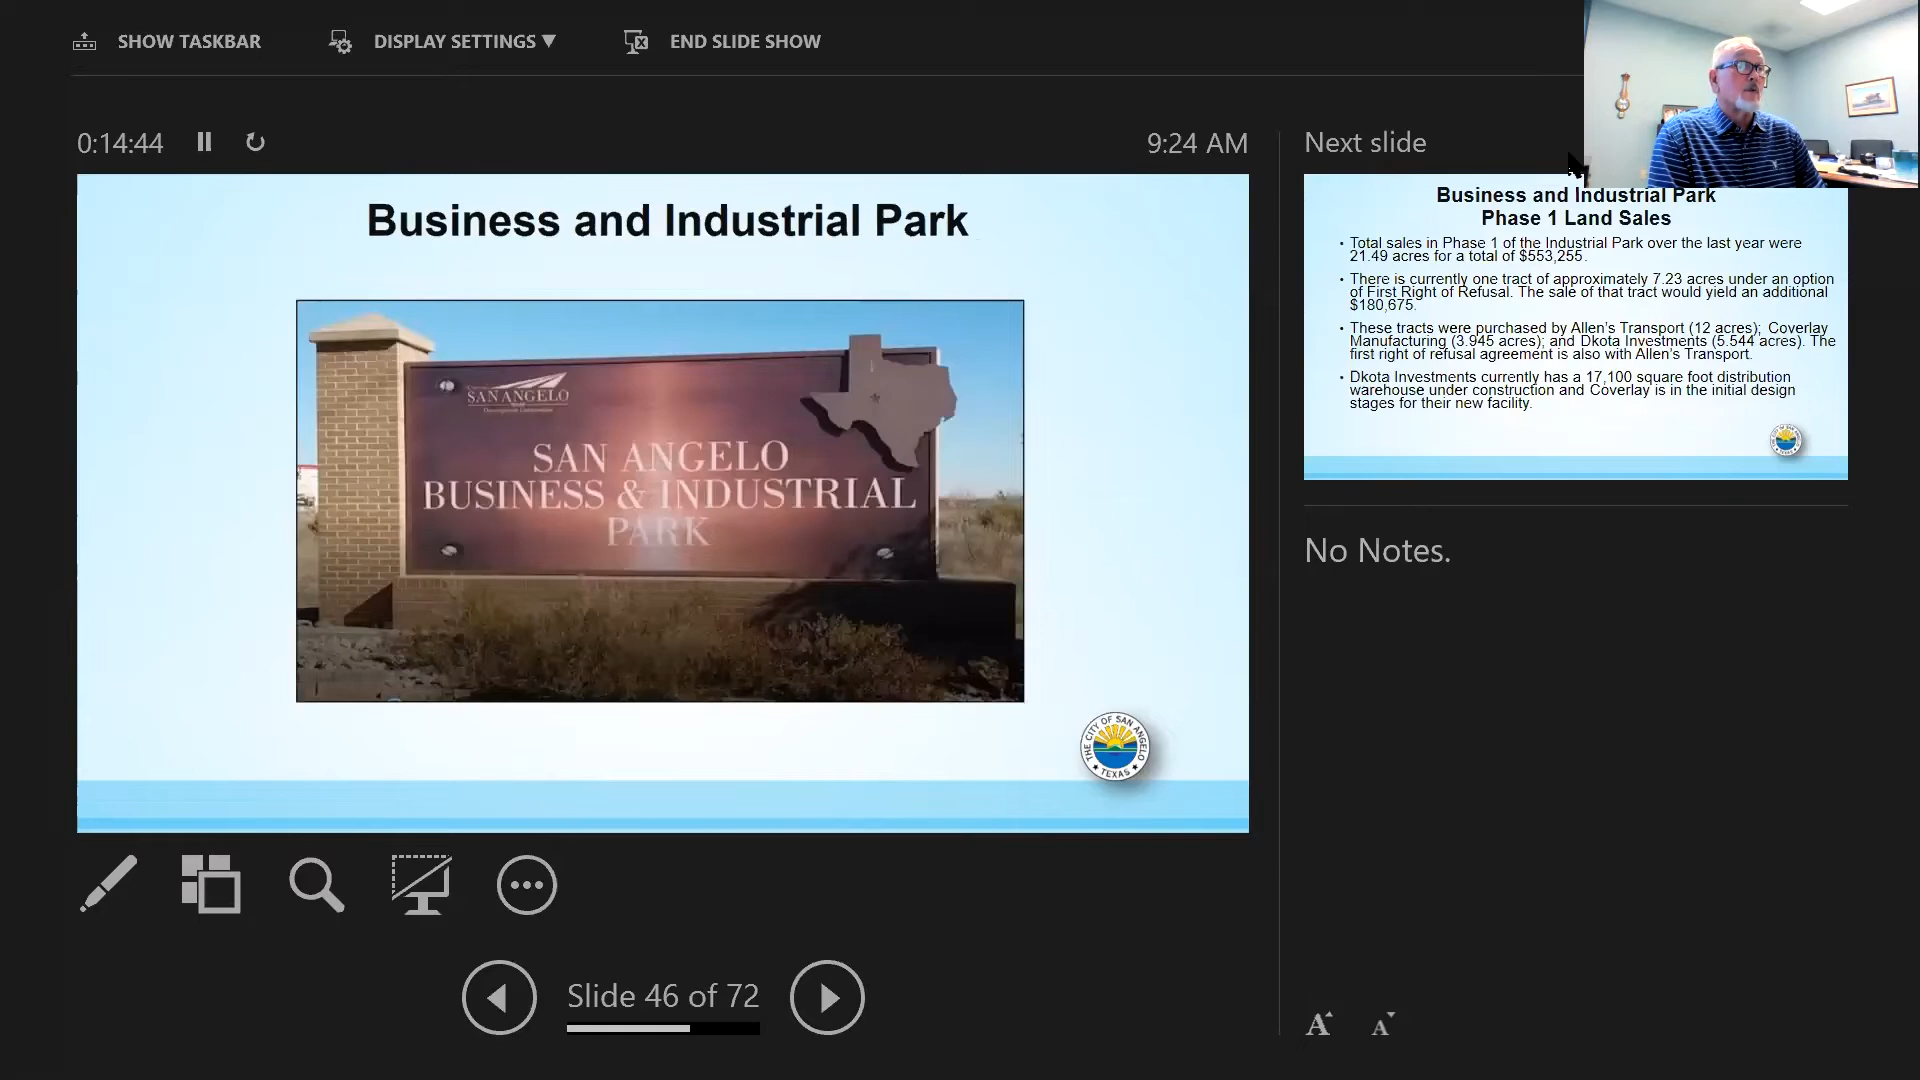 SHOW TASKBAR
DISPLAY SETTINGS ▼
END SLIDE SHOW
0:14:44
9:24 AM
Next slide
Business and Industrial Park
SAN ANGELO
SAN ANGELO
BUSINESS & INDUSTRIAL
PARK
THE CITY OF SAN ANGELO
TEXAS
Business and Industrial Park
Phase 1 Land Sales
• Total sales in Phase 1 of the Industrial Park over the last year were
21.49 acres for a total of $553,255.
• There is currently one tract of approximately 7.23 acres under an option
of First Right of Refusal. The sale of that tract would yield an additional
$180,675.
• These tracts were purchased by Allen's Transport (12 acres); Coverlay
Manufacturing (3.945 acres); and Dkota Investments (5.544 acres). The
first right of refusal agreement is also with Allen's Transport.
• Dkota Investments currently has a 17,100 square foot distribution
warehouse under construction and Coverlay is in the initial design
stages for their new facility.
No Notes.
Slide 46 of 72
A
A